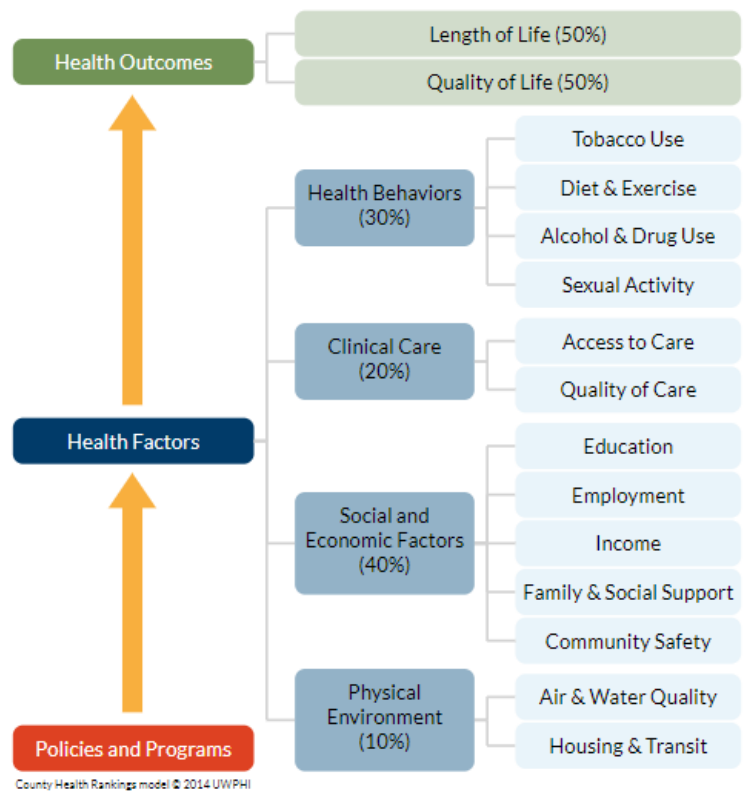 Health Outcomes
Length of Life (50%)
Quality of Life (50%)
Health Behaviors
(30%)
Tobacco Use
Diet & Exercise
Alcohol & Drug Use
Sexual Activity
Clinical Care
(20%)
Access to Care
Quality of Care
Health Factors
Social and
Economic Factors
(40%)
Education
Employment
Income
Family & Social Support
Community Safety
Physical
Environment
(10%)
Air & Water Quality
Housing & Transit
Policies and Programs
County Health Rankings model © 2014 UWPHI